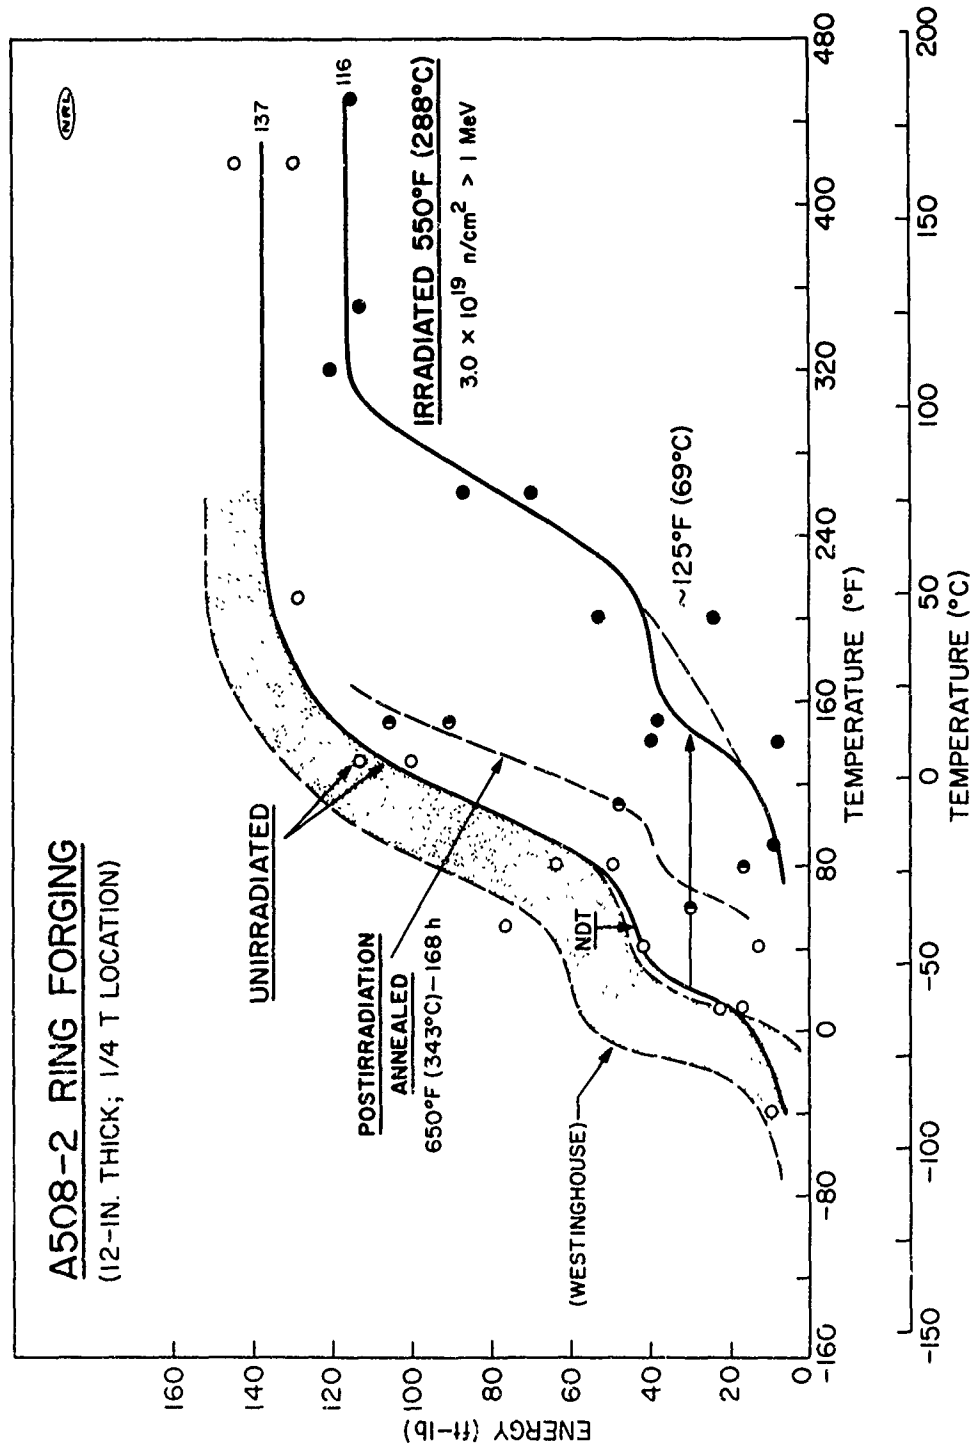 A508-2 RING FORGING
(12-IN. THICK; 1/4 T LOCATION)
NRL
137
116
UNIRRADIATED
POSTIRRADIATION
ANNEALED
650°F (343°C)-168 h
NDT
(WESTINGHOUSE)
IRRADIATED 550°F (288°C)
3.0 × 10^19 n/cm^2 > 1 MeV
~125°F (69°C)
ENERGY (ft-lb)
160
140
120
100
80
60
40
20
0
-160
-80
0
80
160
240
320
400
480
TEMPERATURE (°F)
-150
-100
-50
0
50
100
150
200
TEMPERATURE (°C)